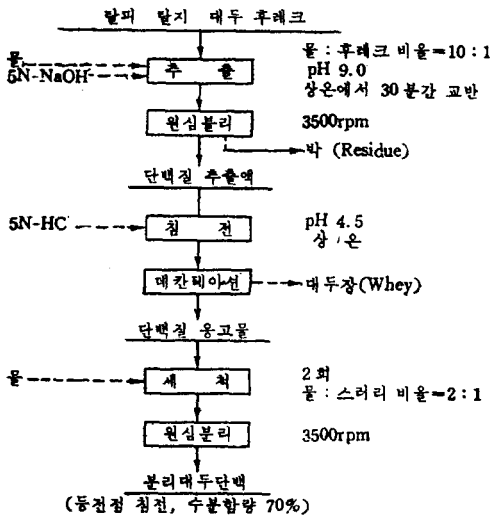 탈피 탈지 대두 후레크
물
5N-NaOH
추 출
물 : 후레크 비율=10 : 1
pH 9.0
상온에서 30분간 교반
원심분리
3500rpm
박 (Residue)
단백질 추출액
5N-HC
침 전
pH 4.5
상 온
데칸테이션
대두장(Whey)
단백질 응고물
물
세 척
2회
물 : 스러리 비율=2 : 1
원심분리
3500rpm
분리대두단백
(등전점 침전, 수분함량 70%)